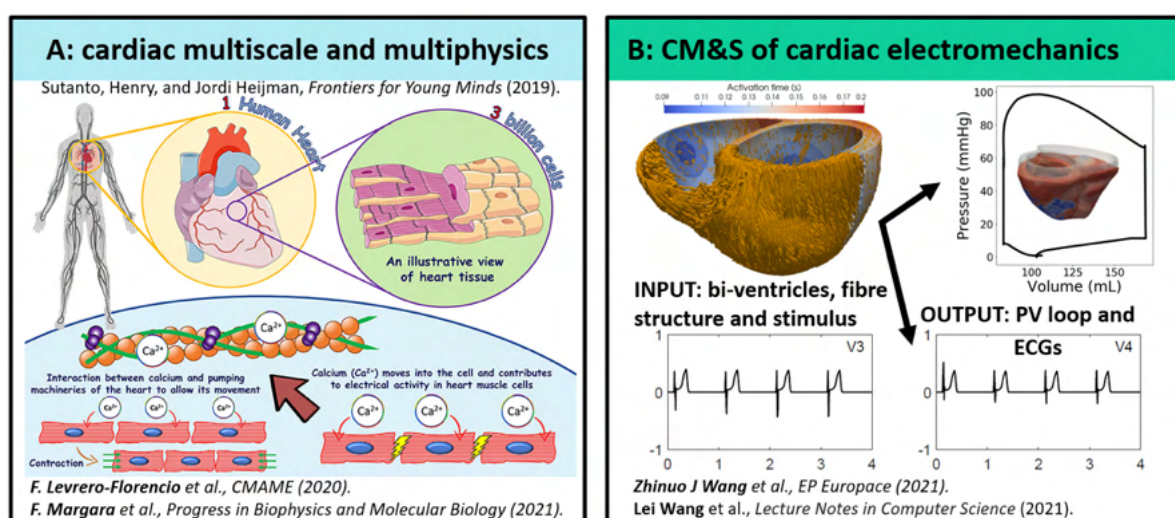 A: cardiac multiscale and multiphysics
Sutanto, Henry, and Jordi Heijman, Frontiers for Young Minds (2019).
1 Human Heart
3 billion cells
An illustrative view
of heart tissue
Ca²⁺
Ca²⁺
Interaction between calcium and pumping
machineries of the heart to allow its movement
Calcium (Ca²⁺) moves into the cell and contributes
to electrical activity in heart muscle cells
Ca²⁺
Ca²⁺
Ca²⁺
Ca²⁺
Ca²⁺
Ca²⁺
Contraction
F. Levrero-Florencio et al., CMAME (2020).
F. Margara et al., Progress in Biophysics and Molecular Biology (2021).
B: CM&S of cardiac electromechanics
Activation time (s)
0.09 0.11 0.12 0.13 0.14 0.15 0.16 0.17 0.2
Pressure (mmHg)
100
80
60
40
20
0
100 125 150
Volume (mL)
INPUT: bi-ventricles, fibre
structure and stimulus
OUTPUT: PV loop and
ECGs
V3
1
0
-1
0 1 2 3 4
V4
1
0
-1
0 1 2 3 4
Zhinuo J Wang et al., EP Europace (2021).
Lei Wang et al., Lecture Notes in Computer Science (2021).